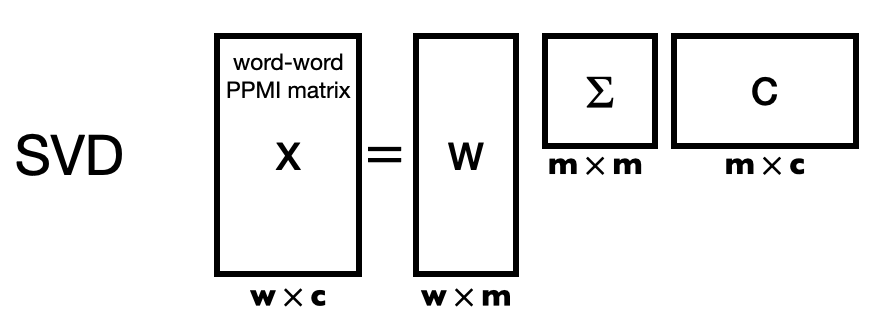 SVD
word-word
PPMI matrix
X
=
W
Σ
C
w × c
w × m
m × m
m × c